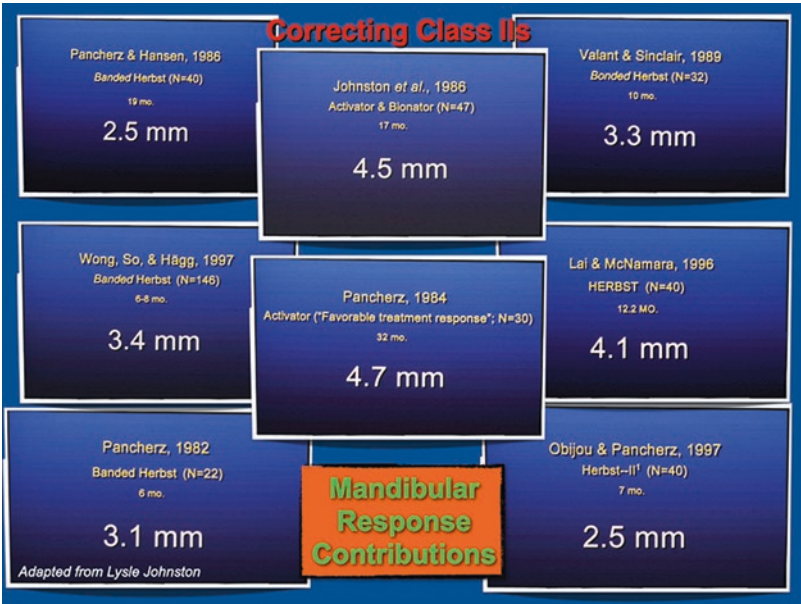 Correcting Class IIs
Pancherz & Hansen, 1986
Banded Herbst (N=40)
19 mo.
2.5 mm
Johnston et al., 1986
Activator & Bionator (N=47)
17 mo.
4.5 mm
Valant & Sinclair, 1989
Bonded Herbst (N=32)
10 mo.
3.3 mm
Wong, So, & Hägg, 1997
Banded Herbst (N=146)
6-8 mo.
3.4 mm
Pancherz, 1984
Activator ("Favorable treatment response"; N=30)
32 mo.
4.7 mm
Lai & McNamara, 1996
HERBST (N=40)
12.2 MO.
4.1 mm
Pancherz, 1982
Banded Herbst (N=22)
6 mo.
3.1 mm
Mandibular
Response
Contributions
Obijou & Pancherz, 1997
Herbst--II¹ (N=40)
7 mo.
2.5 mm
Adapted from Lysle Johnston